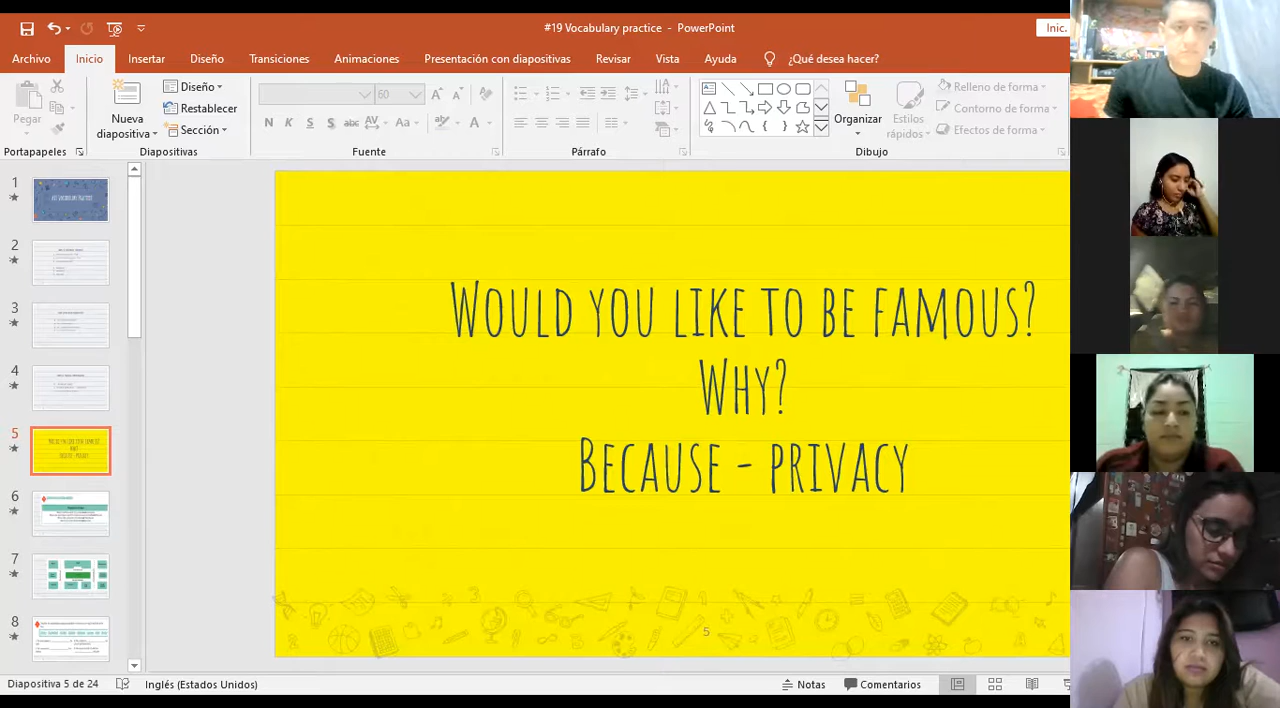 #19 Vocabulary practice - PowerPoint
Inic.
Archivo Inicio Insertar Diseño Transiciones Animaciones Presentación con diapositivas Revisar Vista Ayuda ¿Qué desea hacer?
Pegar
Nueva diapositiva
Diseño
Restablecer
Sección
60
N K S S abc AV Aa A
Organizar
Estilos rápidos
Relleno de forma
Contorno de forma
Efectos de forma
Portapapeles Diapositivas Fuente Párrafo Dibujo
1
2
3
4
5
6
7
8
WOULD YOU LIKE TO BE FAMOUS?
WHY?
BECAUSE - PRIVACY
5
Diapositiva 5 de 24 Inglés (Estados Unidos) Notas Comentarios